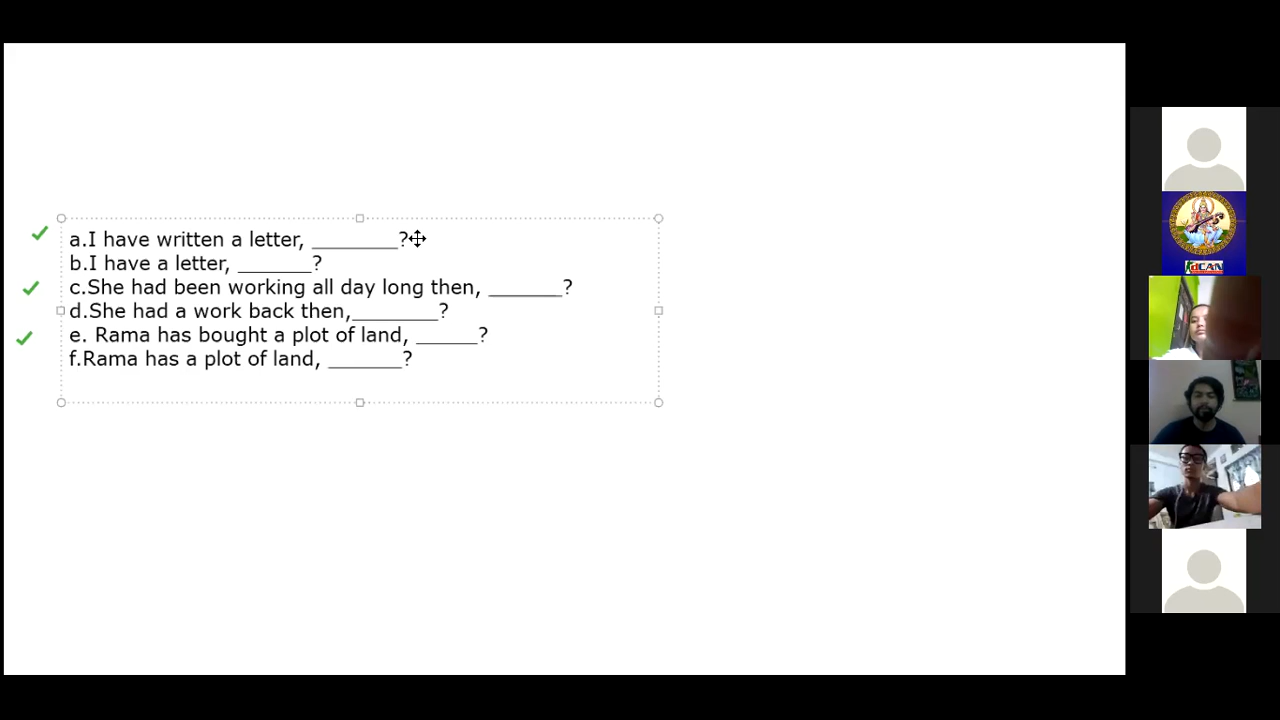 a.I have written a letter, ________?
b.I have a letter, _______?
c.She had been working all day long then, _______?
d.She had a work back then,________?
e. Rama has bought a plot of land, ______?
f.Rama has a plot of land, _______?